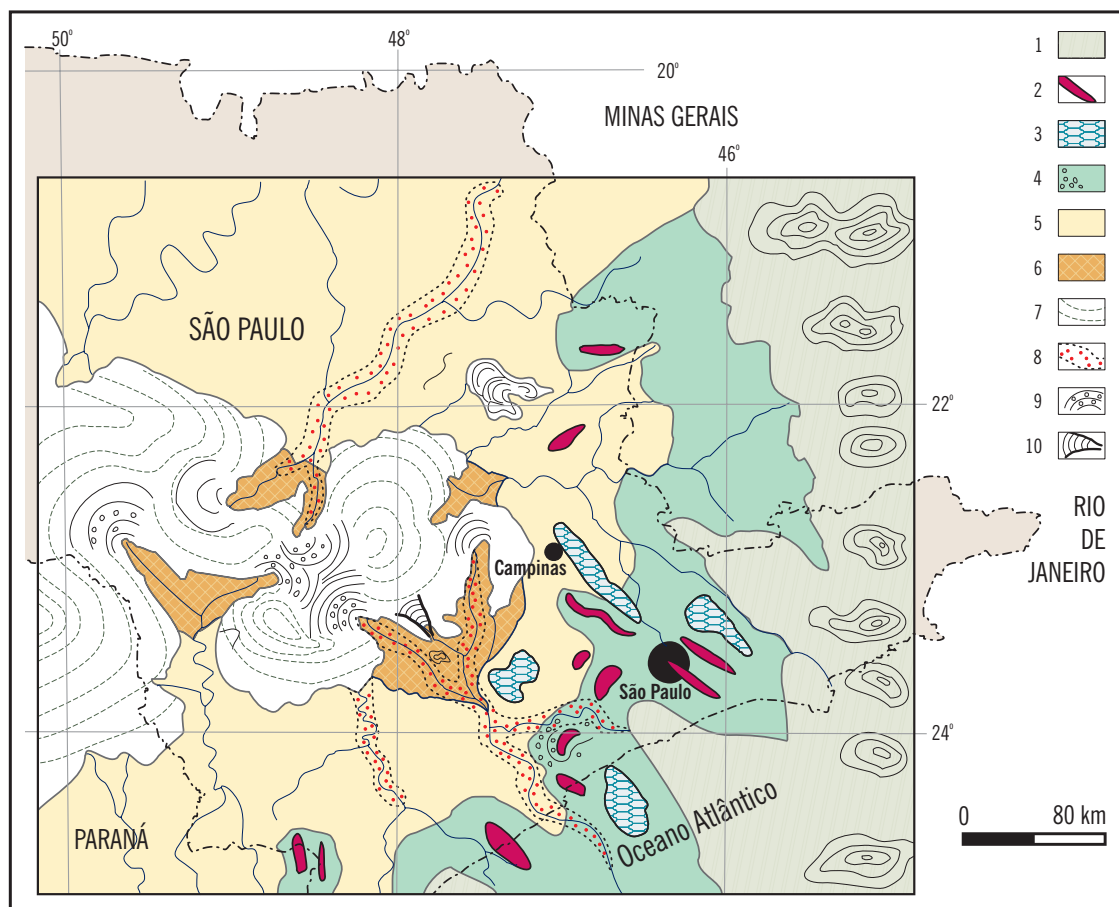 50°
48°
20°
MINAS GERAIS
46°
SÃO PAULO
22°
Campinas
RIO
DE
JANEIRO
São Paulo
24°
Oceano Atlântico
PARANÁ
1
2
3
4
5
6
7
8
9
10
0 80 km